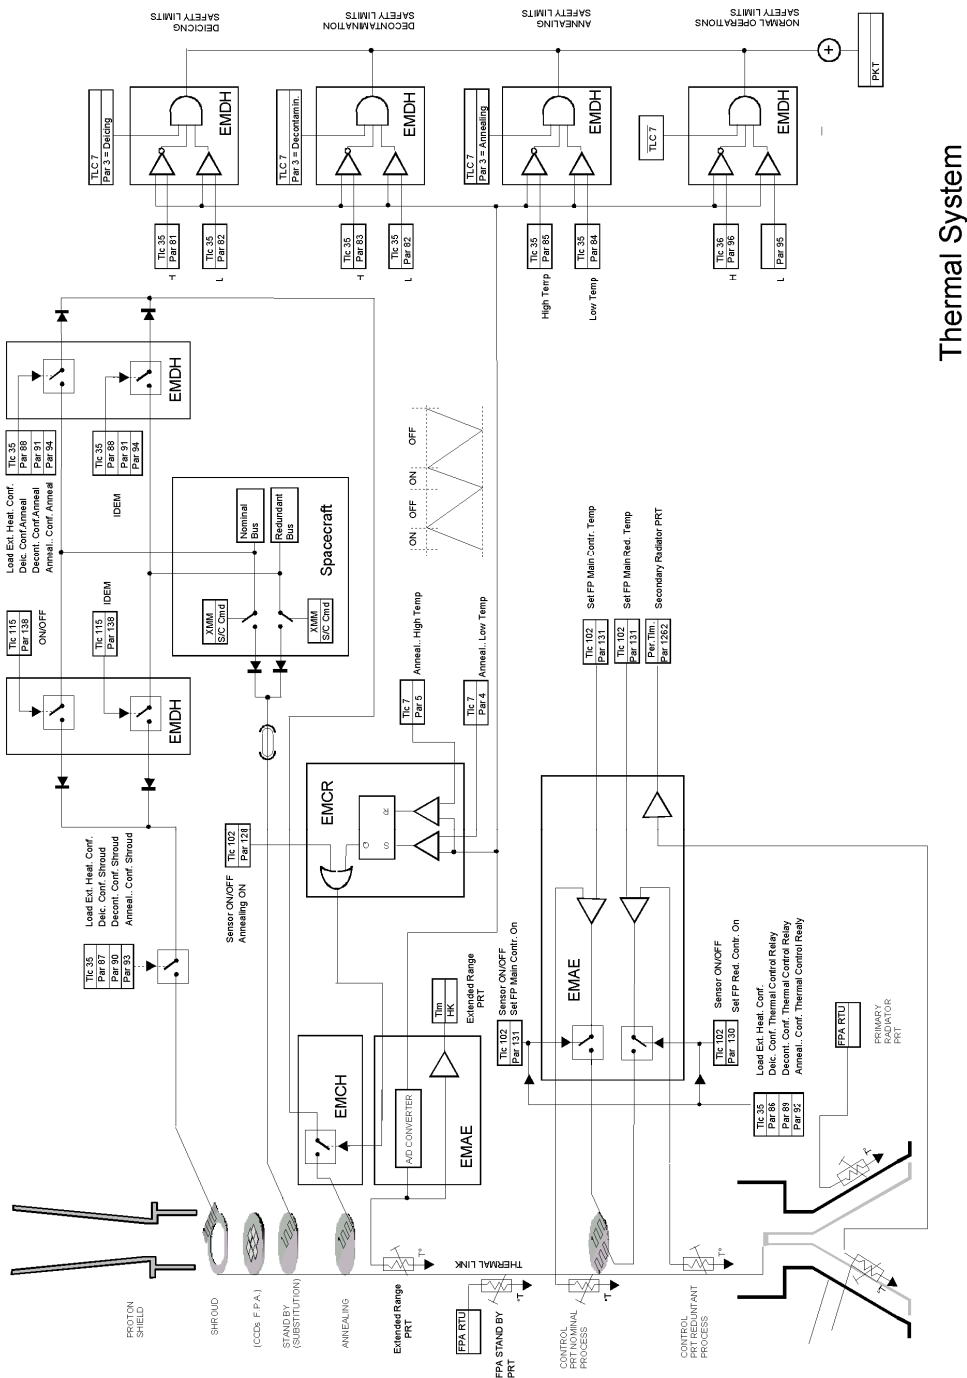 Thermal System
DEICICNG
SAFETY LIMITS
DECONTAMINATION
SAFETY LIMITS
ANNEALING
SAFETY LIMITS
NORMAL OPERATIONS
SAFETY LIMITS
PKT
TLC 7
Par 3 = Deicing
EMDH
TLC 7
Par 3 = Decontamin.
EMDH
TLC 7
Par 3 = Annealing
EMDH
TLC 7
EMDH
Tlc 35
Par 81
H
Tlc 35
Par 82
L
Tlc 35
Par 83
H
Tlc 35
Par 82
L
Tlc 35
Par 85
High Temp
Tlc 35
Par 84
Low Temp
Tlc 36
Par 96
H
Par 95
L
EMDH
Tlc 35
Par 88
Par 91
Par 94
Load Ext. Heat. Conf.
Deic. Conf.Anneal
Decont. Conf.Anneal
Anneal.. Conf. Anneal
Tlc 35
Par 88
Par 91
Par 94
IDEM
Nominal
Bus
Redundant
Bus
Spacecraft
XMM
S/C Cmd
XMM
S/C Cmd
ON
OFF
ON
OFF
Tlc 115
Par 138
ON/OFF
Tlc 115
Par 138
IDEM
EMDH
Tlc 7
Par 5
Anneal.. High Temp
Tlc 7
Par 4
Anneal.. Low Temp
EMCR
Q
R
S
Tlc 102
Par 128
Sensor ON/OFF
Annealing ON
Tlc 102
Par 131
Set FP Main Contr. Temp
Tlc 102
Par 131
Set FP Main Red. Temp
Per.Tlm.
Par 1262
Secondary Radiator PRT
Load Ext. Heat. Conf.
Deic. Conf. Shroud
Decont. Conf. Shroud
Anneal.. Conf. Shroud
Tlc 35
Par 87
Par 90
Par 93
EMAE
Tlm
HK
Extended Range
PRT
EMCH
A/D CONVERTER
EMAE
Tlc 102
Par 131
Sensor ON/OFF
Set FP Main Contr. On
Tlc 102
Par 130
Sensor ON/OFF
Set FP Red. Contr. On
Tlc 35
Par 86
Par 89
Par 92
Load Ext. Heat. Conf.
Deic. Conf. Thermal Control Relay
Decont. Conf. Thermal Control Relay
Anneal.. Conf. Thermal Control Realy
FPA RTU
PRIMARY
RADIATOR
PRT
PROTON
SHIELD
SHROUD
(CCDs F.P.A.)
STAND BY
(SUBSTITUTION)
ANNEALING
T°
Extended Range
PRT
THERMAL LINK
FPA RTU
T°
FPA STAND BY
PRT
T°
CONTROL
PRT NOMINAL
PROCESS
T°
CONTROL
PRT REDUNTANT
PROCESS